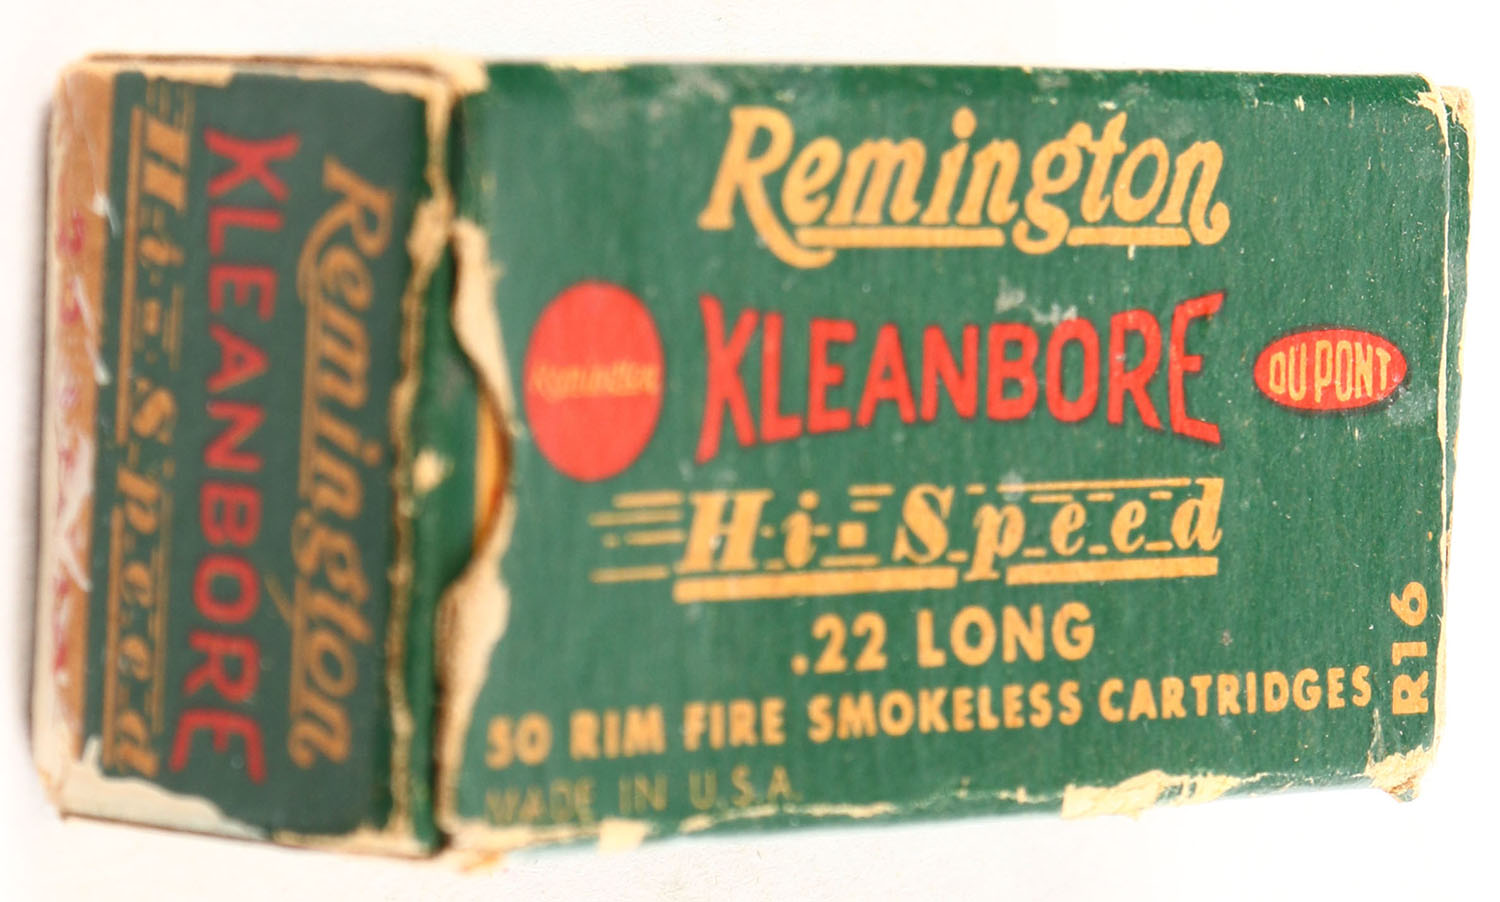 Remington
Remington
KLEANBORE
DU PONT
Hi-Speed
.22 LONG
50 RIM FIRE SMOKELESS CARTRIDGES
R16
MADE IN U.S.A.
Remington
KLEANBORE
Hi-Speed